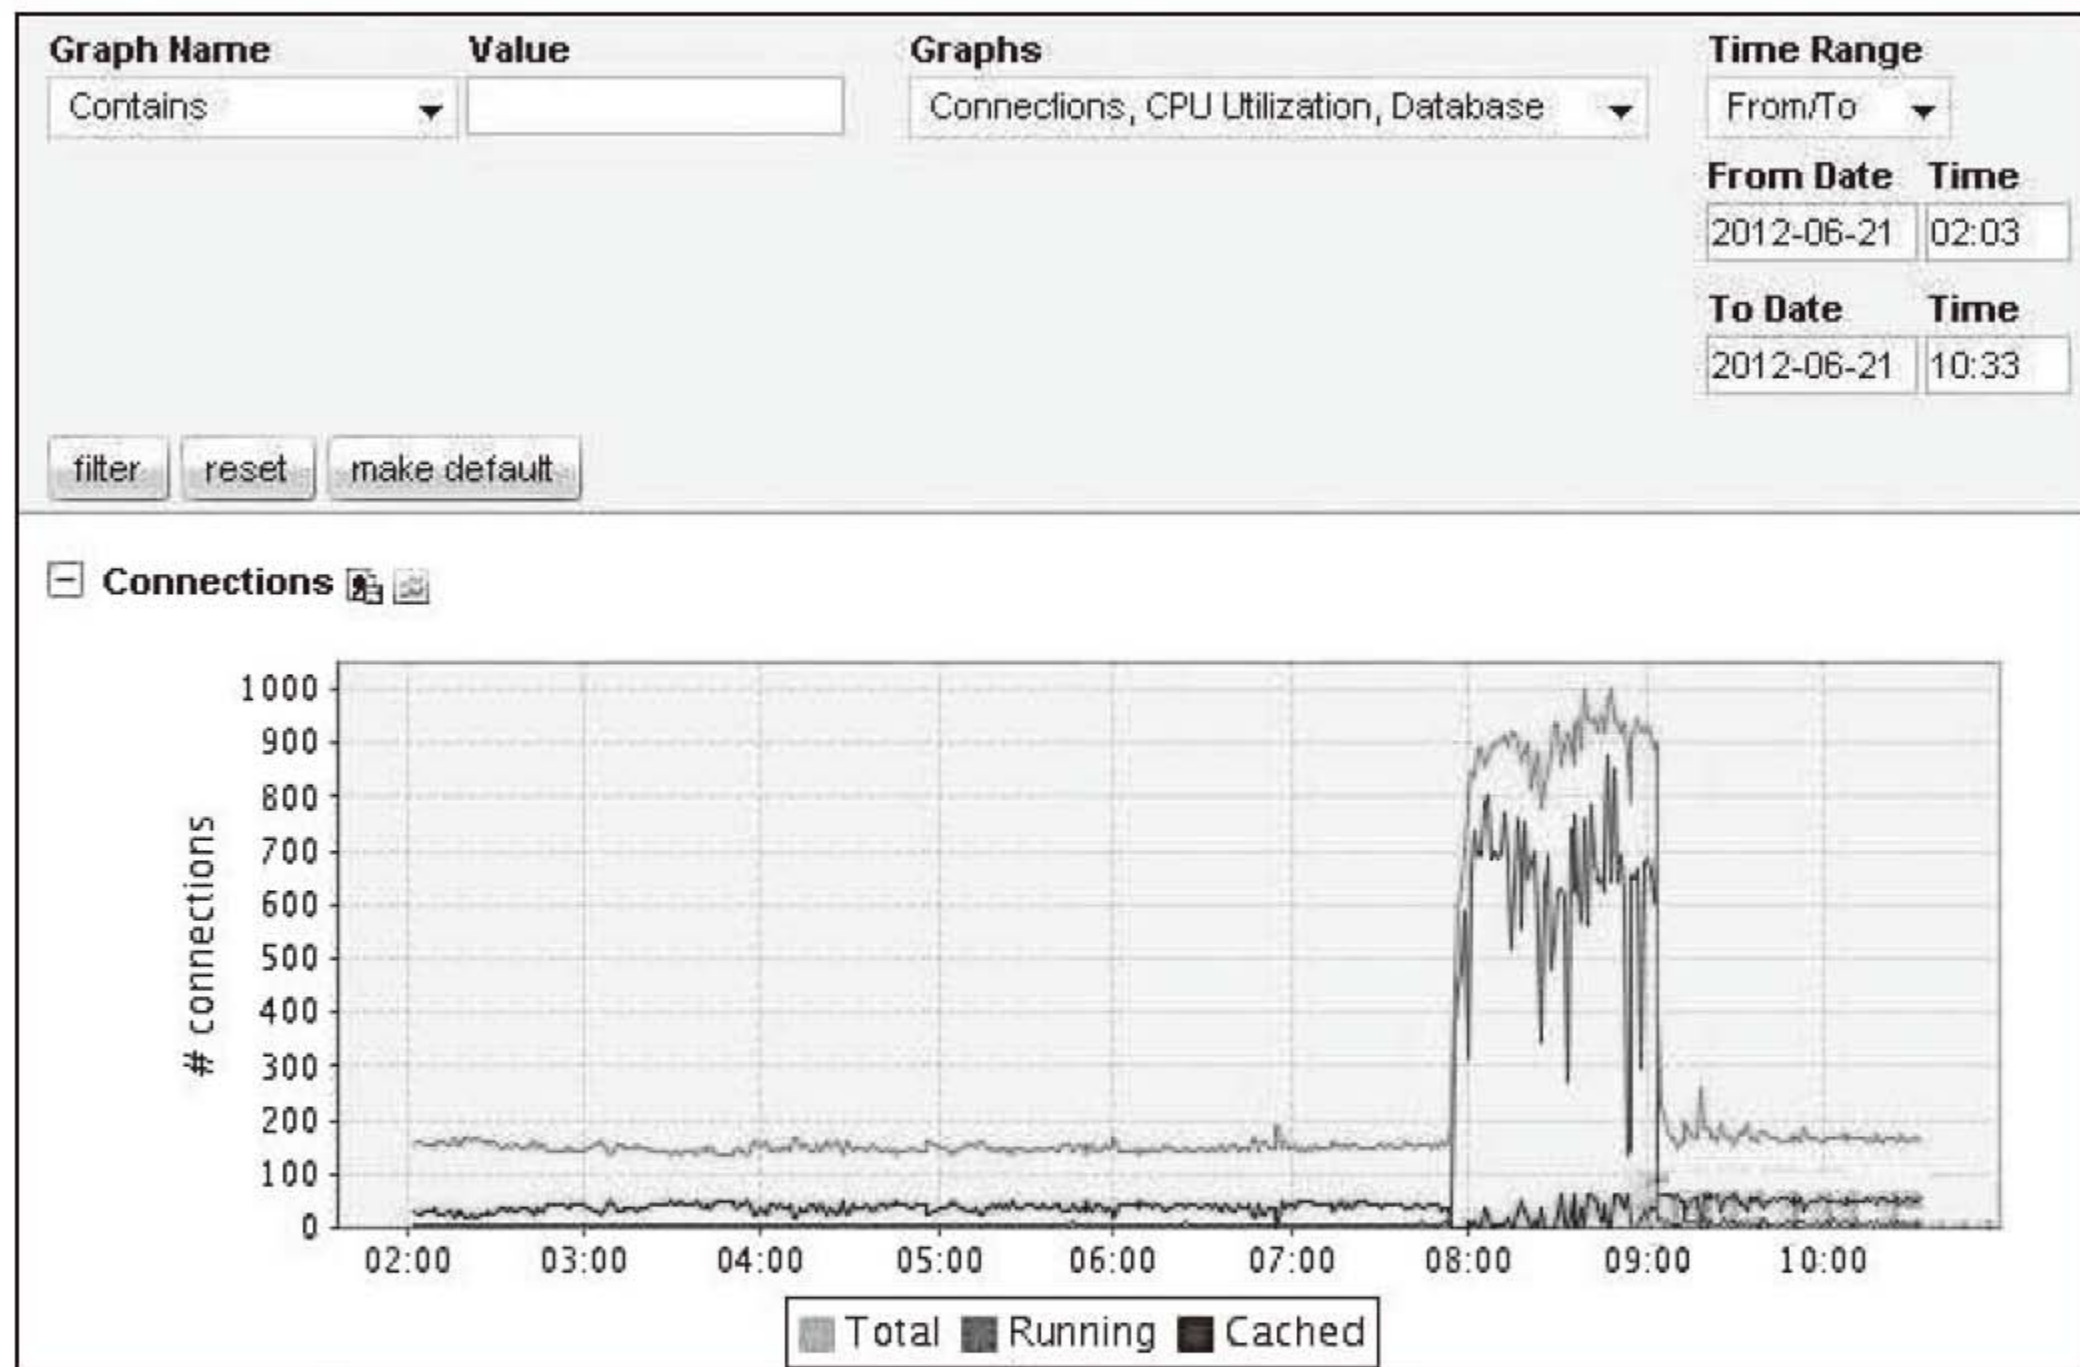 Graph Name Value Graphs Time Range
Contains Connections, CPU Utilization, Database From/To
From Date Time
2012-06-21 02:03
To Date Time
2012-06-21 10:33
filter reset make default
Connections
1000
900
800
700
600
500
400
300
200
100
0
# connections
02:00 03:00 04:00 05:00 06:00 07:00 08:00 09:00 10:00
Total Running Cached